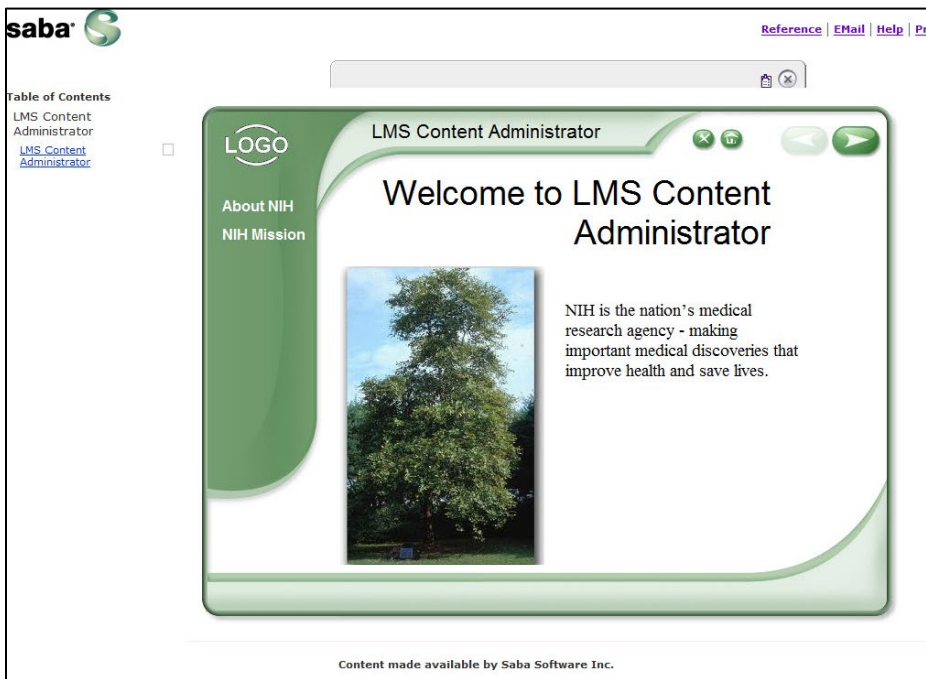 saba
Reference | EMail | Help | Pr
Table of Contents
LMS Content
Administrator
LMS Content
Administrator
LOGO
LMS Content Administrator
About NIH
NIH Mission
Welcome to LMS Content
Administrator
NIH is the nation's medical
research agency - making
important medical discoveries that
improve health and save lives.
Content made available by Saba Software Inc.